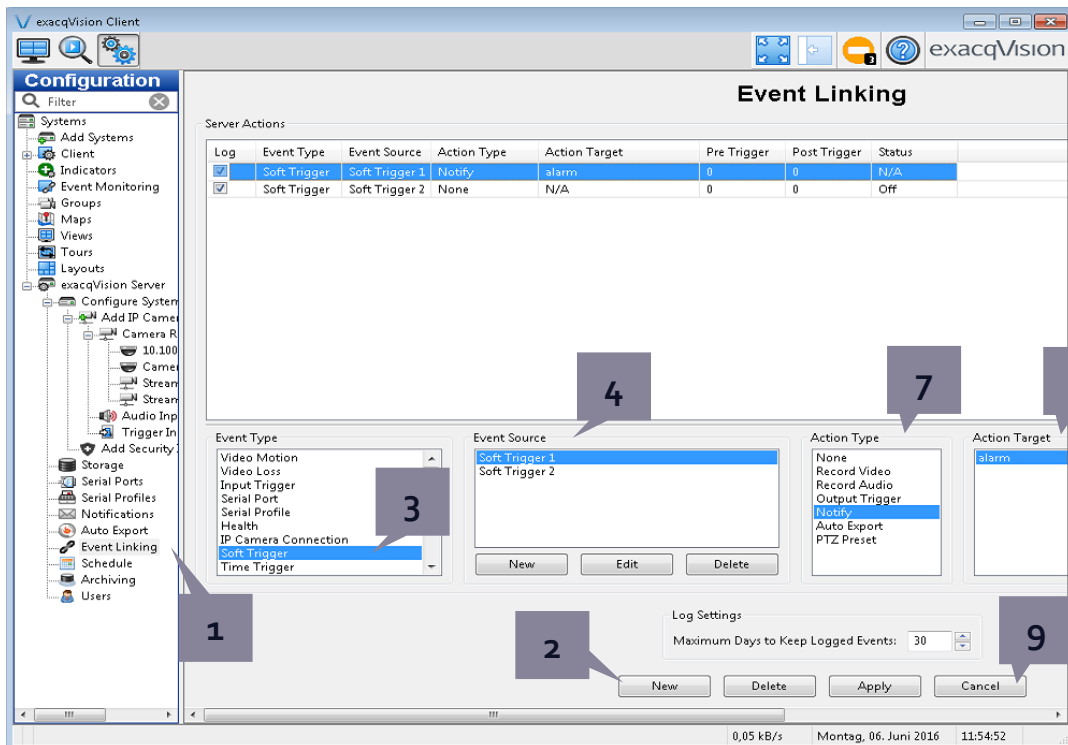 exacqVision Client
3
exacqVision
Configuration
Filter
Systems
Add Systems
Client
Indicators
Event Monitoring
Groups
Maps
Views
Tours
Layouts
exacqVision Server
Configure System
Add IP Camer
Camera R
10.100
Camer
Stream
Stream
Audio Inp
Trigger In
Add Security
Storage
Serial Ports
Serial Profiles
Notifications
Auto Export
Event Linking
Schedule
Archiving
Users
1
Event Linking
Server Actions
Log Event Type Event Source Action Type Action Target Pre Trigger Post Trigger Status
Soft Trigger Soft Trigger 1 Notify alarm 0 0 N/A
Soft Trigger Soft Trigger 2 None N/A 0 0 Off
Event Type
Video Motion
Video Loss
Input Trigger
Serial Port
Serial Profile
Health
IP Camera Connection
Soft Trigger
Time Trigger
3
4
Event Source
Soft Trigger 1
Soft Trigger 2
New Edit Delete
7
Action Type
None
Record Video
Record Audio
Output Trigger
Notify
Auto Export
PTZ Preset
Action Target
alarm
Log Settings
Maximum Days to Keep Logged Events: 30
2
9
New Delete Apply Cancel
0,05 kB/s Montag, 06. Juni 2016 11:54:52